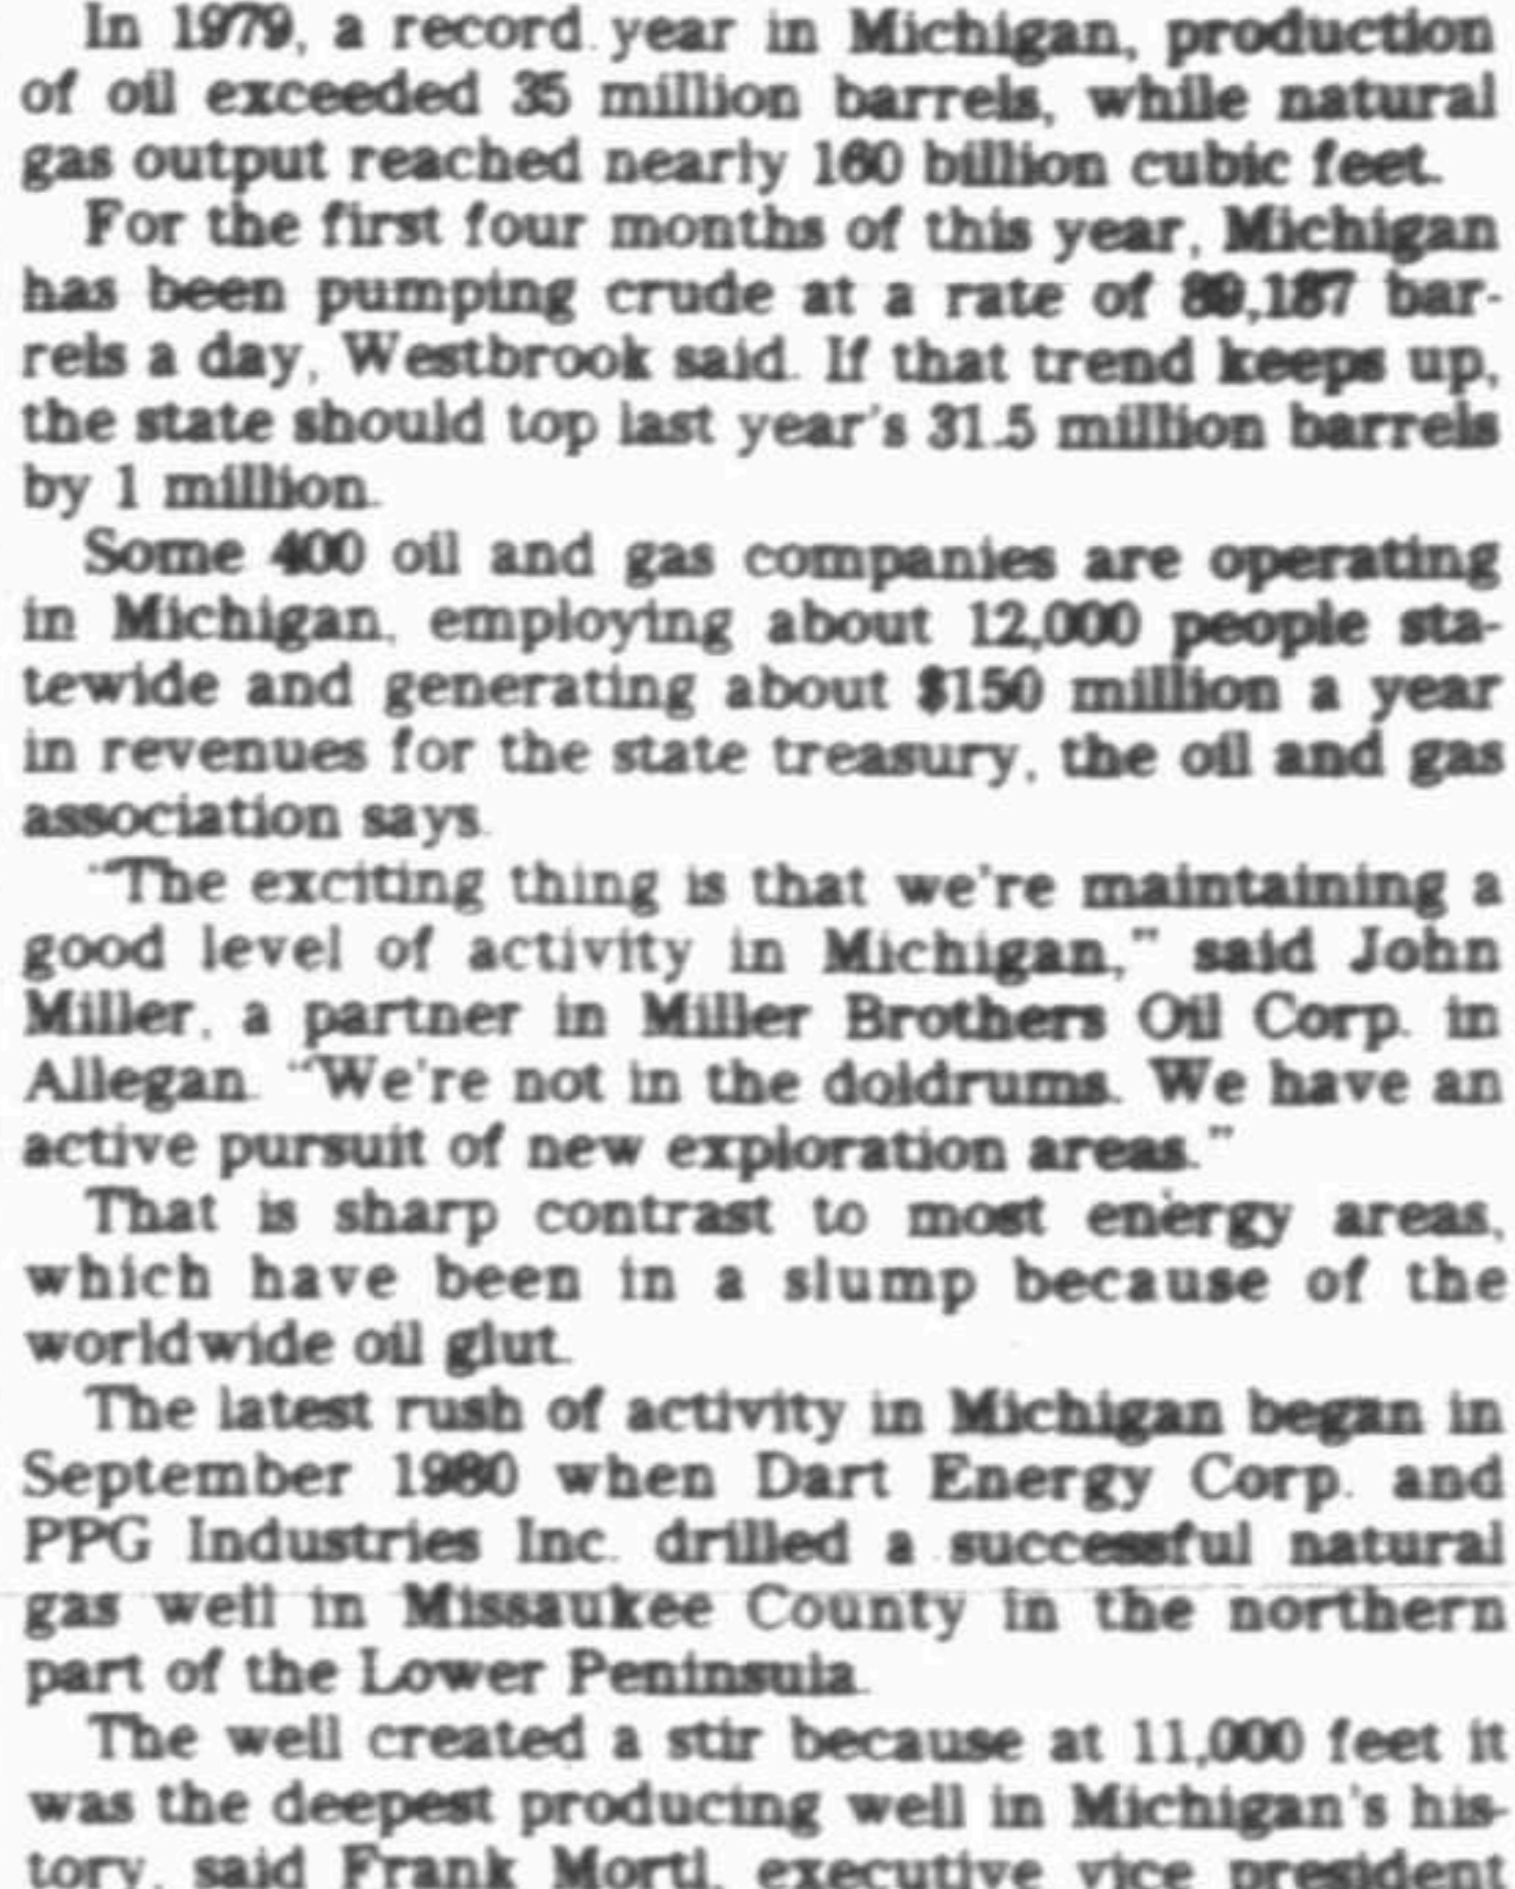 In 1979, a record year in Michigan, production
of oil exceeded 35 million barrels, while natural
gas output reached nearly 160 billion cubic feet.
For the first four months of this year, Michigan
has been pumping crude at a rate of 89,187 bar-
rels a day, Westbrook said. If that trend keeps up,
the state should top last year's 31.5 million barrels
by 1 million.
Some 400 oil and gas companies are operating
in Michigan, employing about 12,000 people sta-
tewide and generating about $150 million a year
in revenues for the state treasury, the oil and gas
association says.
"The exciting thing is that we're maintaining a
good level of activity in Michigan," said John
Miller, a partner in Miller Brothers Oil Corp. in
Allegan. "We're not in the doldrums. We have an
active pursuit of new exploration areas."
That is sharp contrast to most energy areas,
which have been in a slump because of the
worldwide oil glut.
The latest rush of activity in Michigan began in
September 1980 when Dart Energy Corp. and
PPG Industries Inc. drilled a successful natural
gas well in Missaukee County in the northern
part of the Lower Peninsula.
The well created a stir because at 11,000 feet it
was the deepest producing well in Michigan's his-
tory, said Frank Mortl, executive vice president